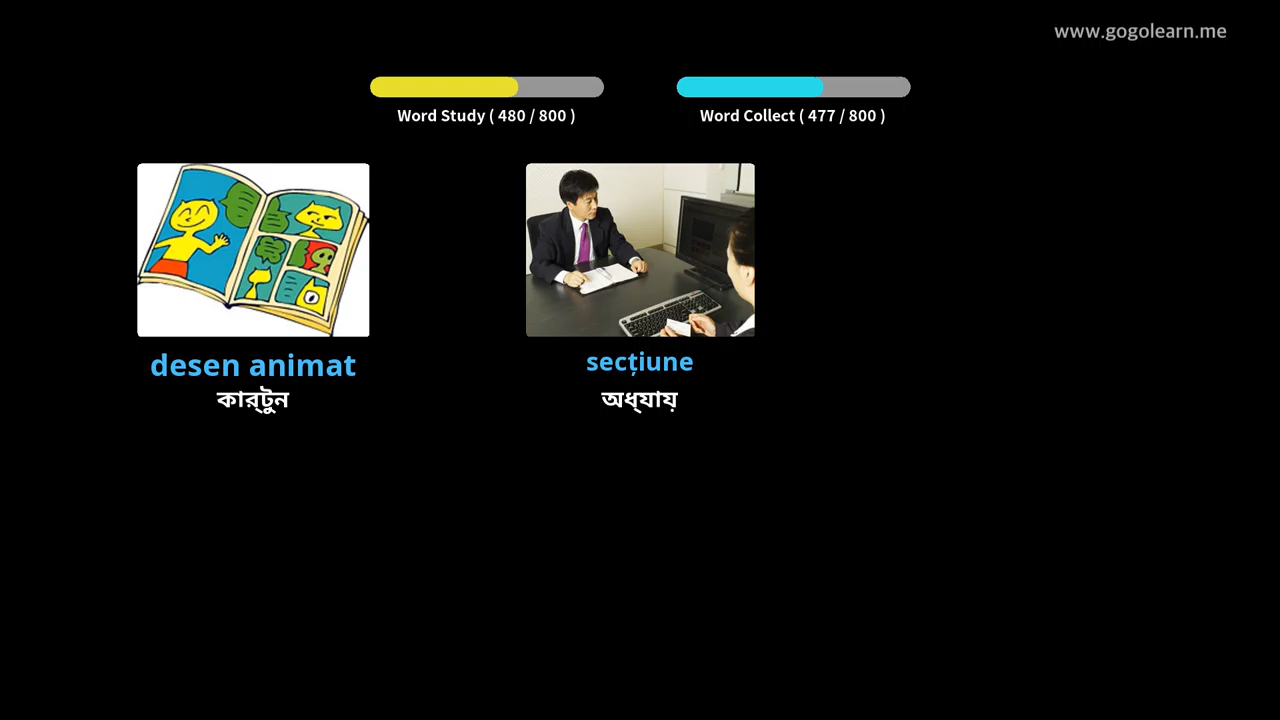 www.gogolearn.me
Word Study ( 480 / 800 )
Word Collect ( 477 / 800 )
desen animat
কার্টুন
secțiune
অধ্যায়